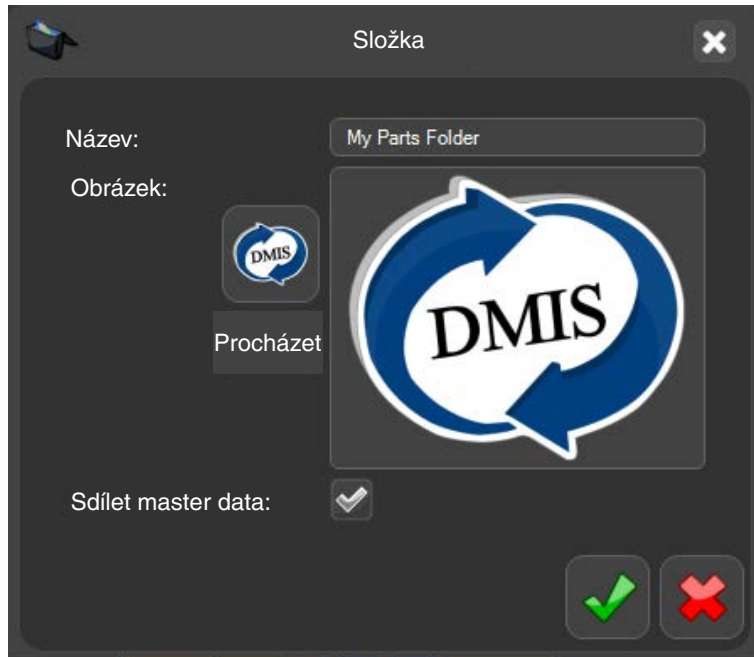 Složka
Název:
My Parts Folder
Obrázek:
DMIS
DMIS
Procházet
Sdílet master data: